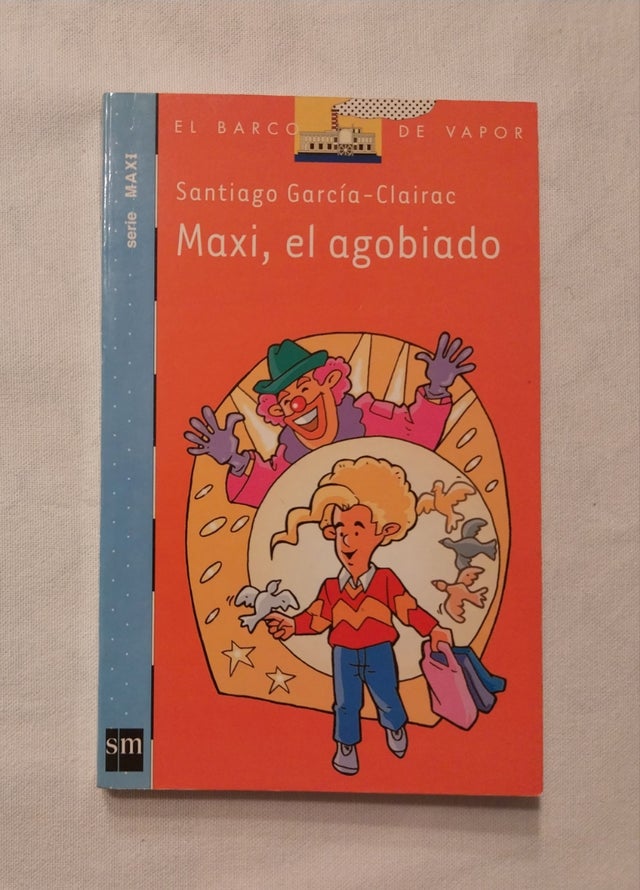 EL BARCO DE VAPOR
Santiago García-Clairac
Maxi, el agobiado
serie MAXI
sm